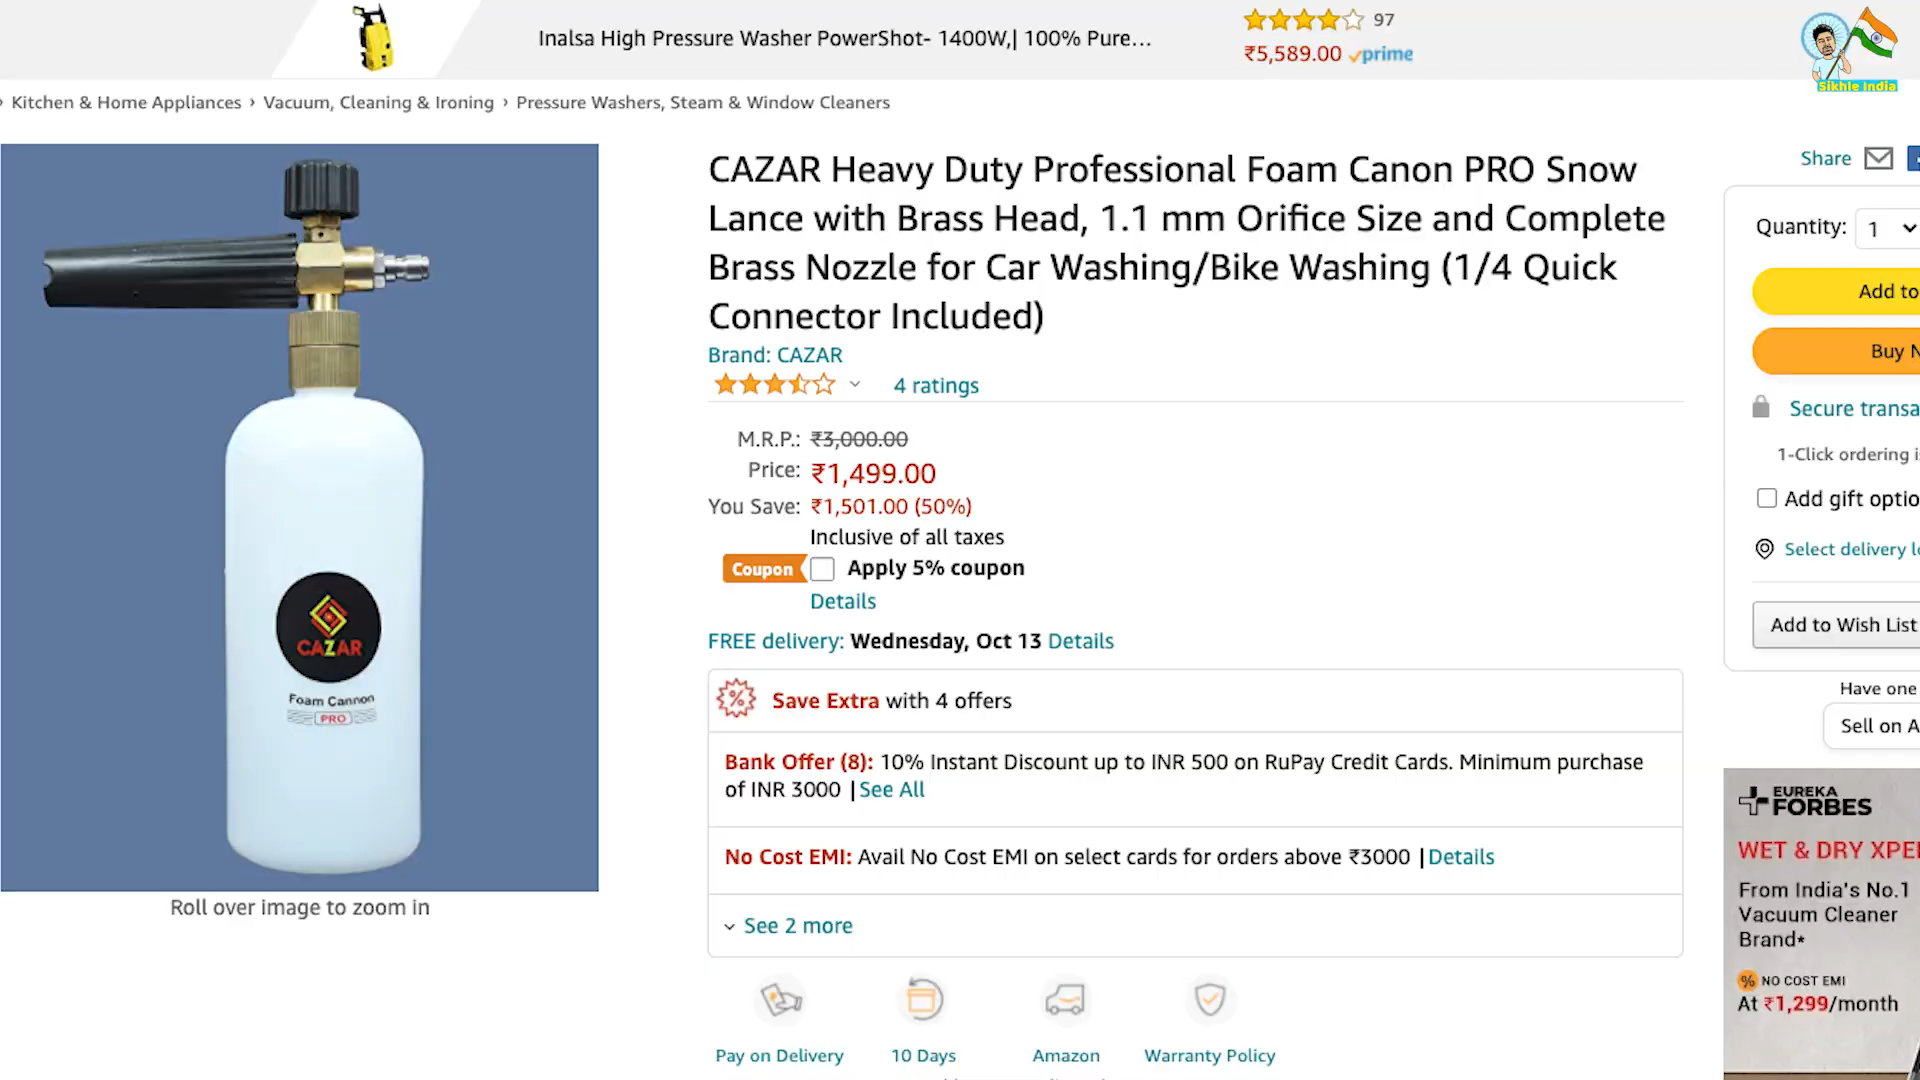 Inalsa High Pressure Washer PowerShot- 1400W,| 100% Pure...
97
₹5,589.00 prime
Sikhle India
› Kitchen & Home Appliances › Vacuum, Cleaning & Ironing › Pressure Washers, Steam & Window Cleaners
CAZAR Heavy Duty Professional Foam Canon PRO Snow
Lance with Brass Head, 1.1 mm Orifice Size and Complete
Brass Nozzle for Car Washing/Bike Washing (1/4 Quick
Connector Included)
Brand: CAZAR
4 ratings
M.R.P.: ₹3,000.00
Price: ₹1,499.00
You Save: ₹1,501.00 (50%)
Inclusive of all taxes
Coupon Apply 5% coupon
Details
FREE delivery: Wednesday, Oct 13 Details
Save Extra with 4 offers
Bank Offer (8): 10% Instant Discount up to INR 500 on RuPay Credit Cards. Minimum purchase
of INR 3000 | See All
No Cost EMI: Avail No Cost EMI on select cards for orders above ₹3000 | Details
See 2 more
Pay on Delivery
10 Days
Amazon
Warranty Policy
CAZAR
Foam Cannon
PRO
Roll over image to zoom in
Share
Quantity: 1
Add to
Buy N
Secure transa
1-Click ordering i
Add gift optio
Select delivery l
Add to Wish List
Have one
Sell on A
EUREKA
FORBES
WET & DRY XPE
From India's No.1
Vacuum Cleaner
Brand*
% NO COST EMI
At ₹1,299/month